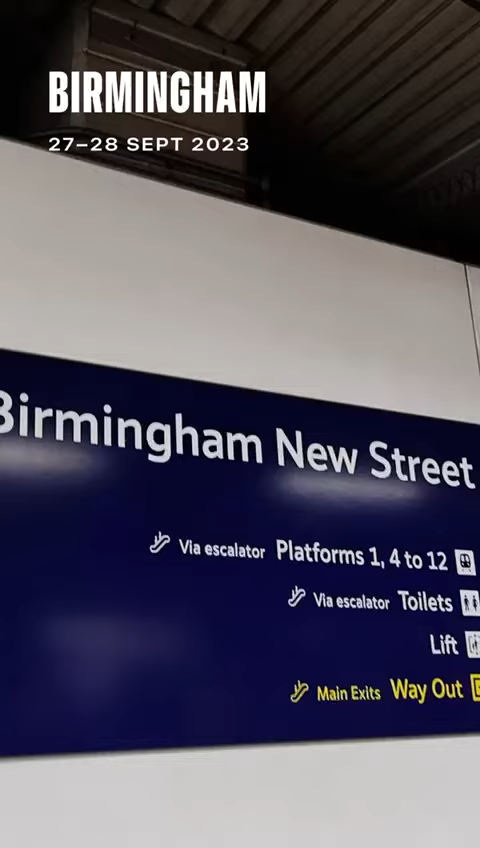 BIRMINGHAM
27–28 SEPT 2023
Birmingham New Street
Via escalator Platforms 1, 4 to 12
Via escalator Toilets
Lift
Main Exits Way Out